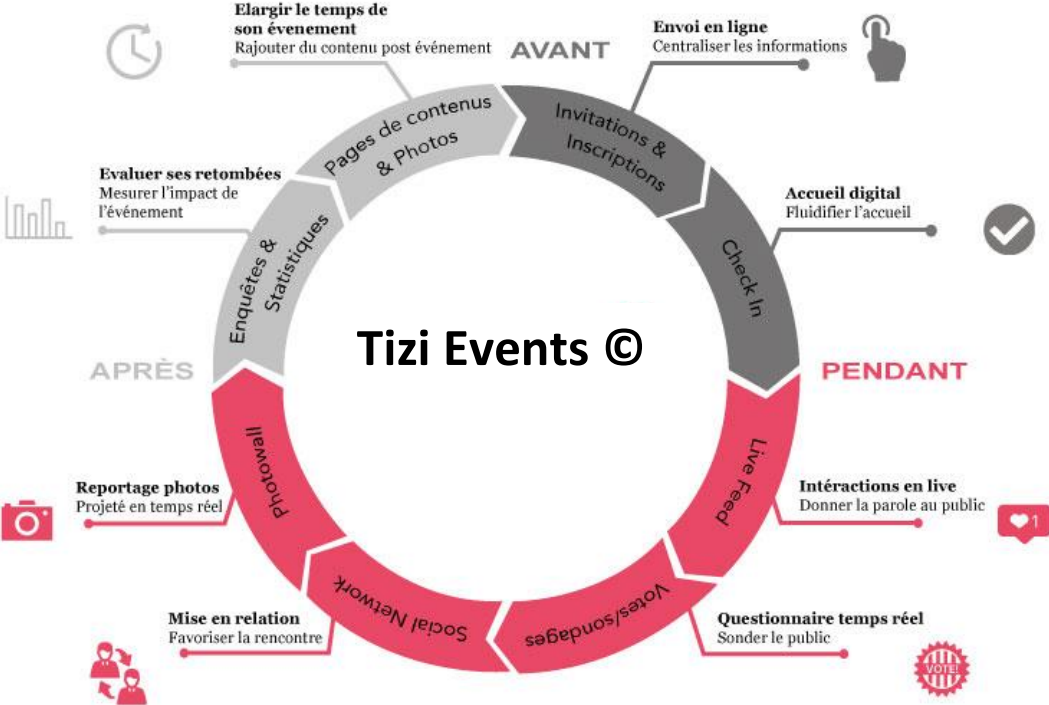 Elargir le temps de
son évenement
Rajouter du contenu post événement
AVANT
Envoi en ligne
Centraliser les informations
Pages de contenus
& Photos
Invitations &
Inscriptions
Evaluer ses retombées
Mesurer l'impact de
l'événement
Accueil digital
Fluidifier l'accueil
Enquêtes &
Statistiques
Check In
Tizi Events ©
APRÈS
PENDANT
Photowall
Live Feed
Reportage photos
Projeté en temps réel
Intéractions en live
Donner la parole au public
1
Social Network
Votes/sondages
Mise en relation
Favoriser la rencontre
Questionnaire temps réel
Sonder le public
VOTE!